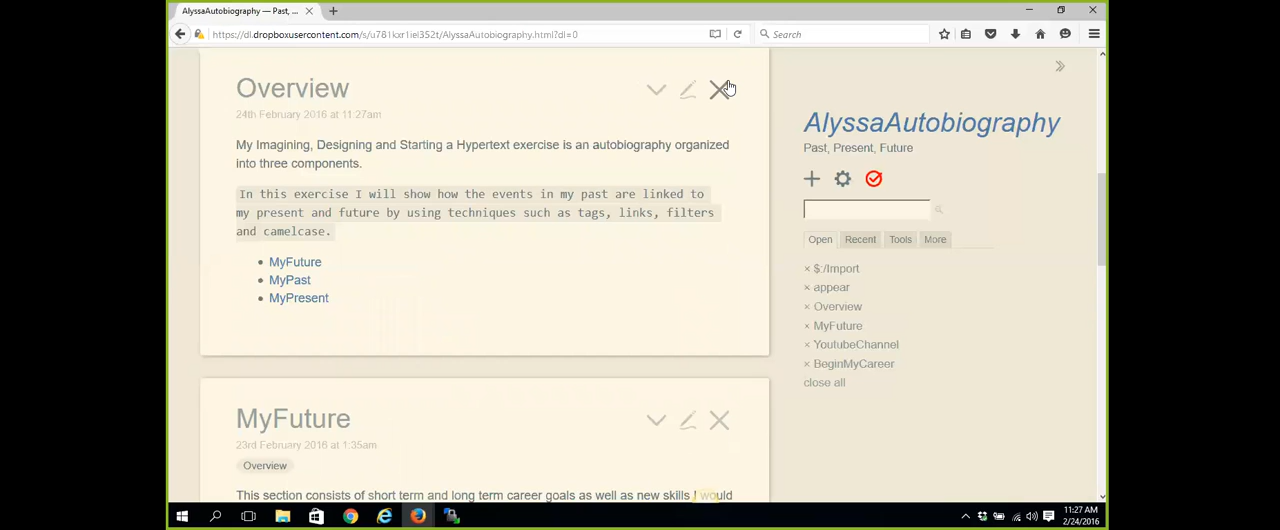 AlyssaAutobiography — Past, ...
https://dl.dropboxusercontent.com/s/u781kxr1iei352t/AlyssaAutobiography.html?dl=0
Search
Overview
24th February 2016 at 11:27am
My Imagining, Designing and Starting a Hypertext exercise is an autobiography organized
into three components.
In this exercise I will show how the events in my past are linked to
my present and future by using techniques such as tags, links, filters
and camelcase.
MyFuture
MyPast
MyPresent
MyFuture
23rd February 2016 at 1:35am
Overview
This section consists of short term and long term career goals as well as new skills I would
AlyssaAutobiography
Past, Present, Future
Open Recent Tools More
× $:/Import
× appear
× Overview
× MyFuture
× YoutubeChannel
× BeginMyCareer
close all
11:27 AM
2/24/2016